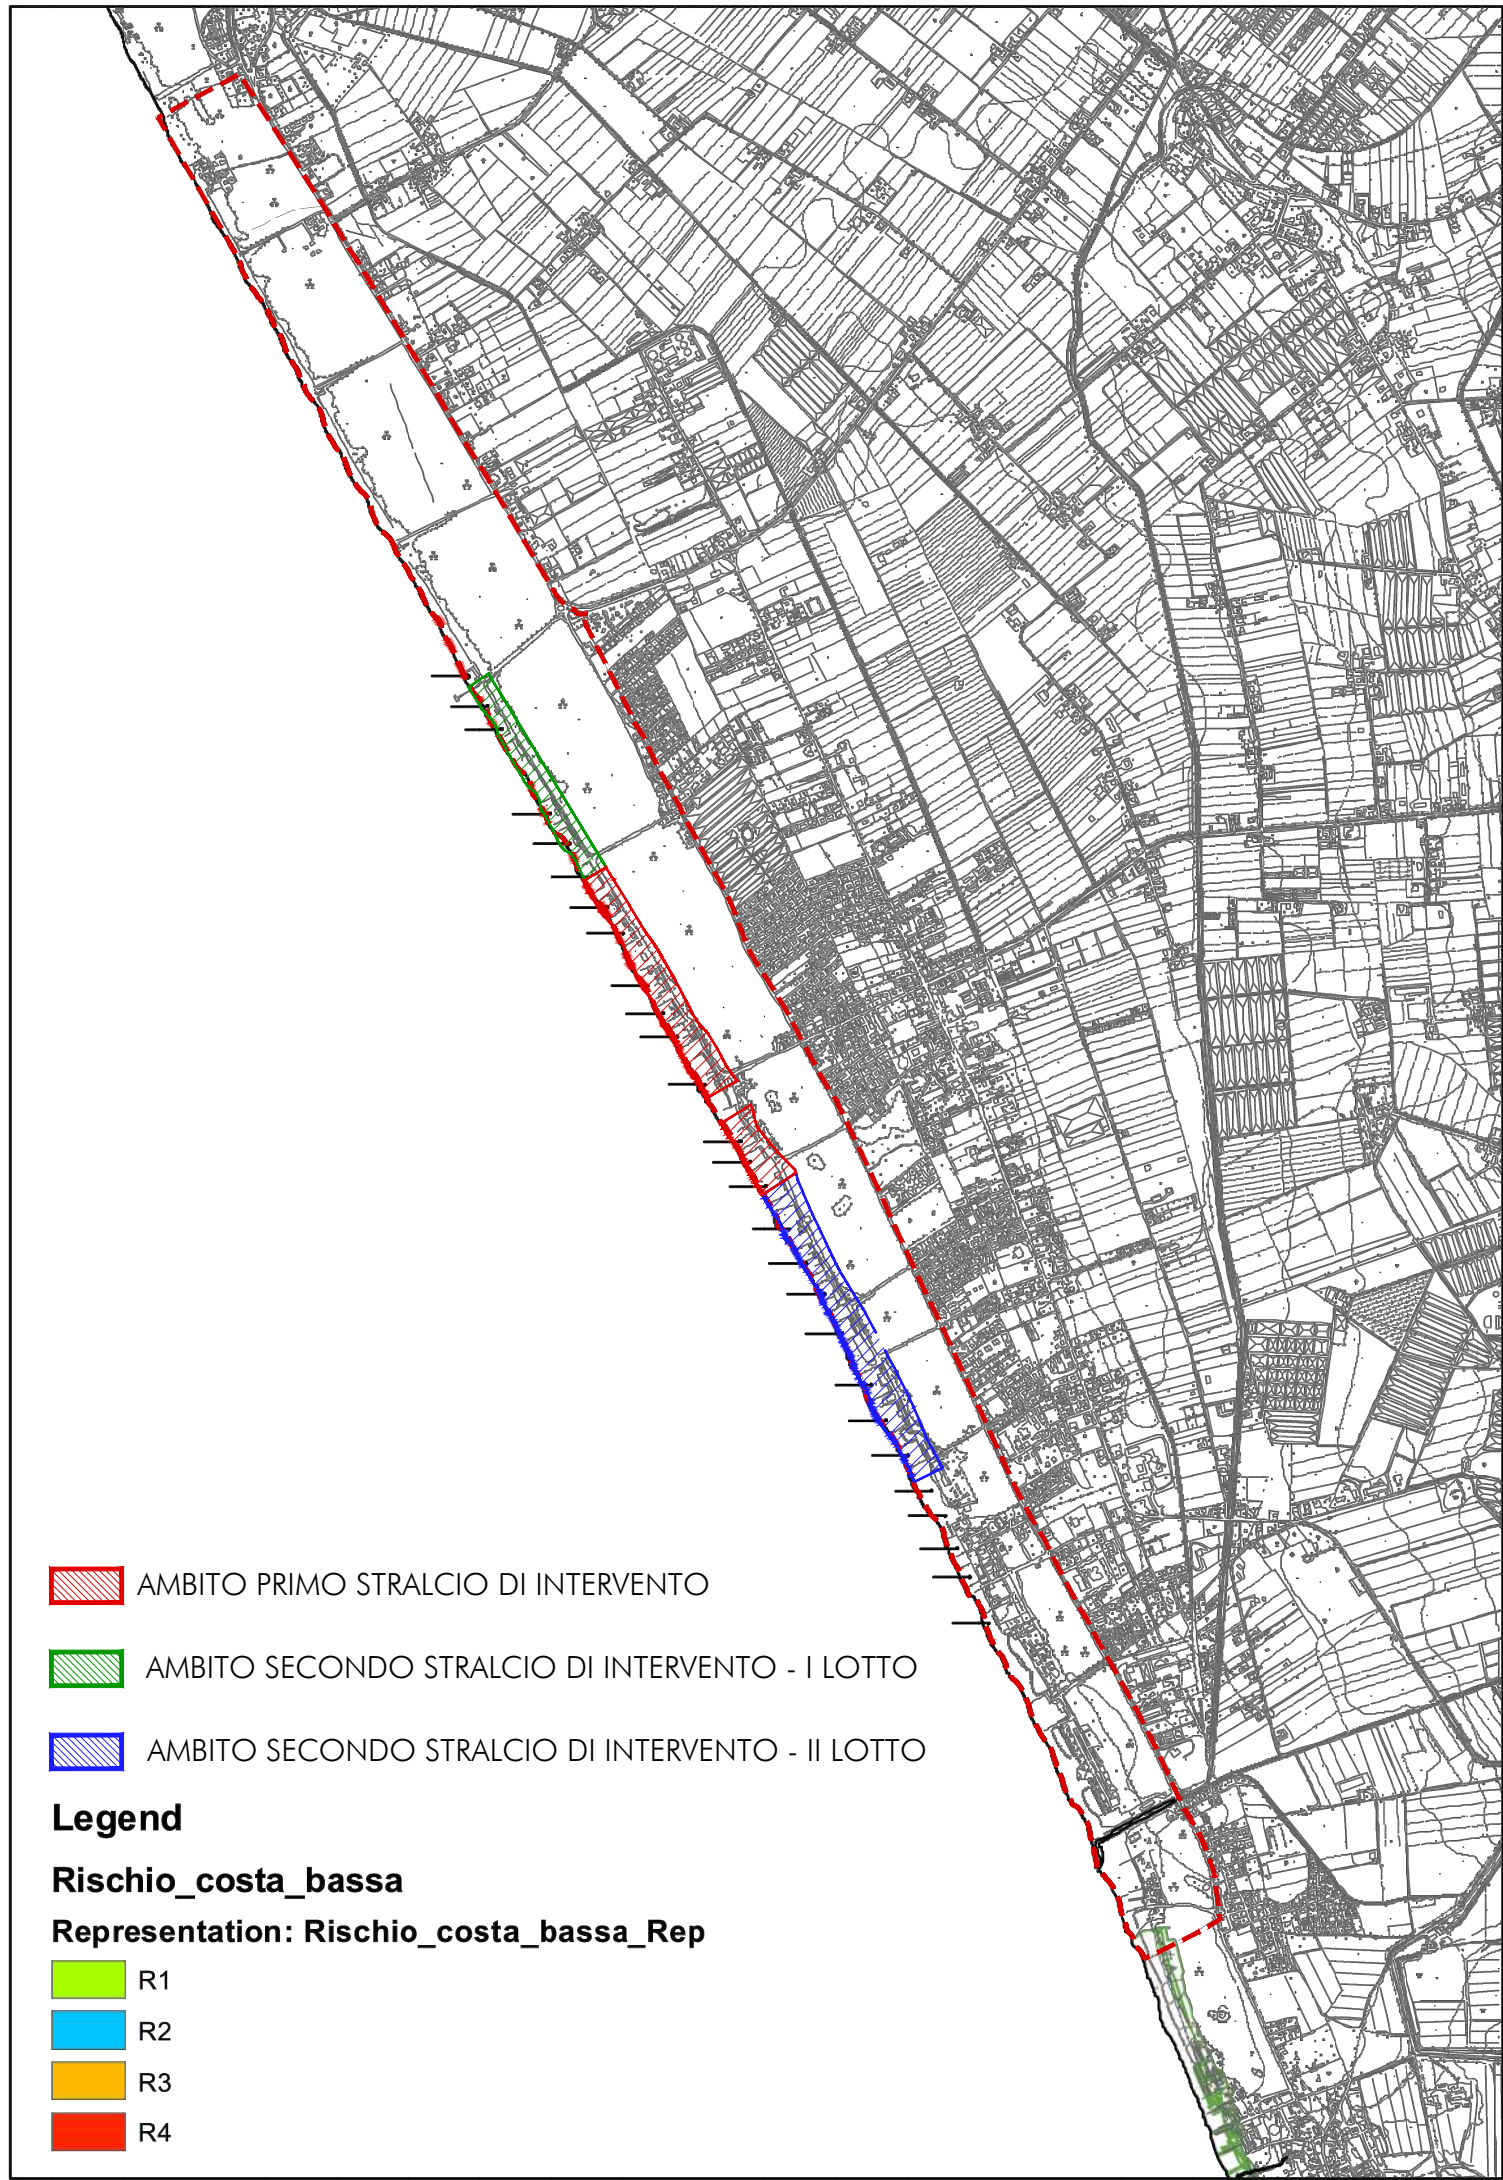 AMBITO PRIMO STRALCIO DI INTERVENTO
AMBITO SECONDO STRALCIO DI INTERVENTO - I LOTTO
AMBITO SECONDO STRALCIO DI INTERVENTO - II LOTTO
Legend
Rischio_costa_bassa
Representation: Rischio_costa_bassa_Rep
R1
R2
R3
R4